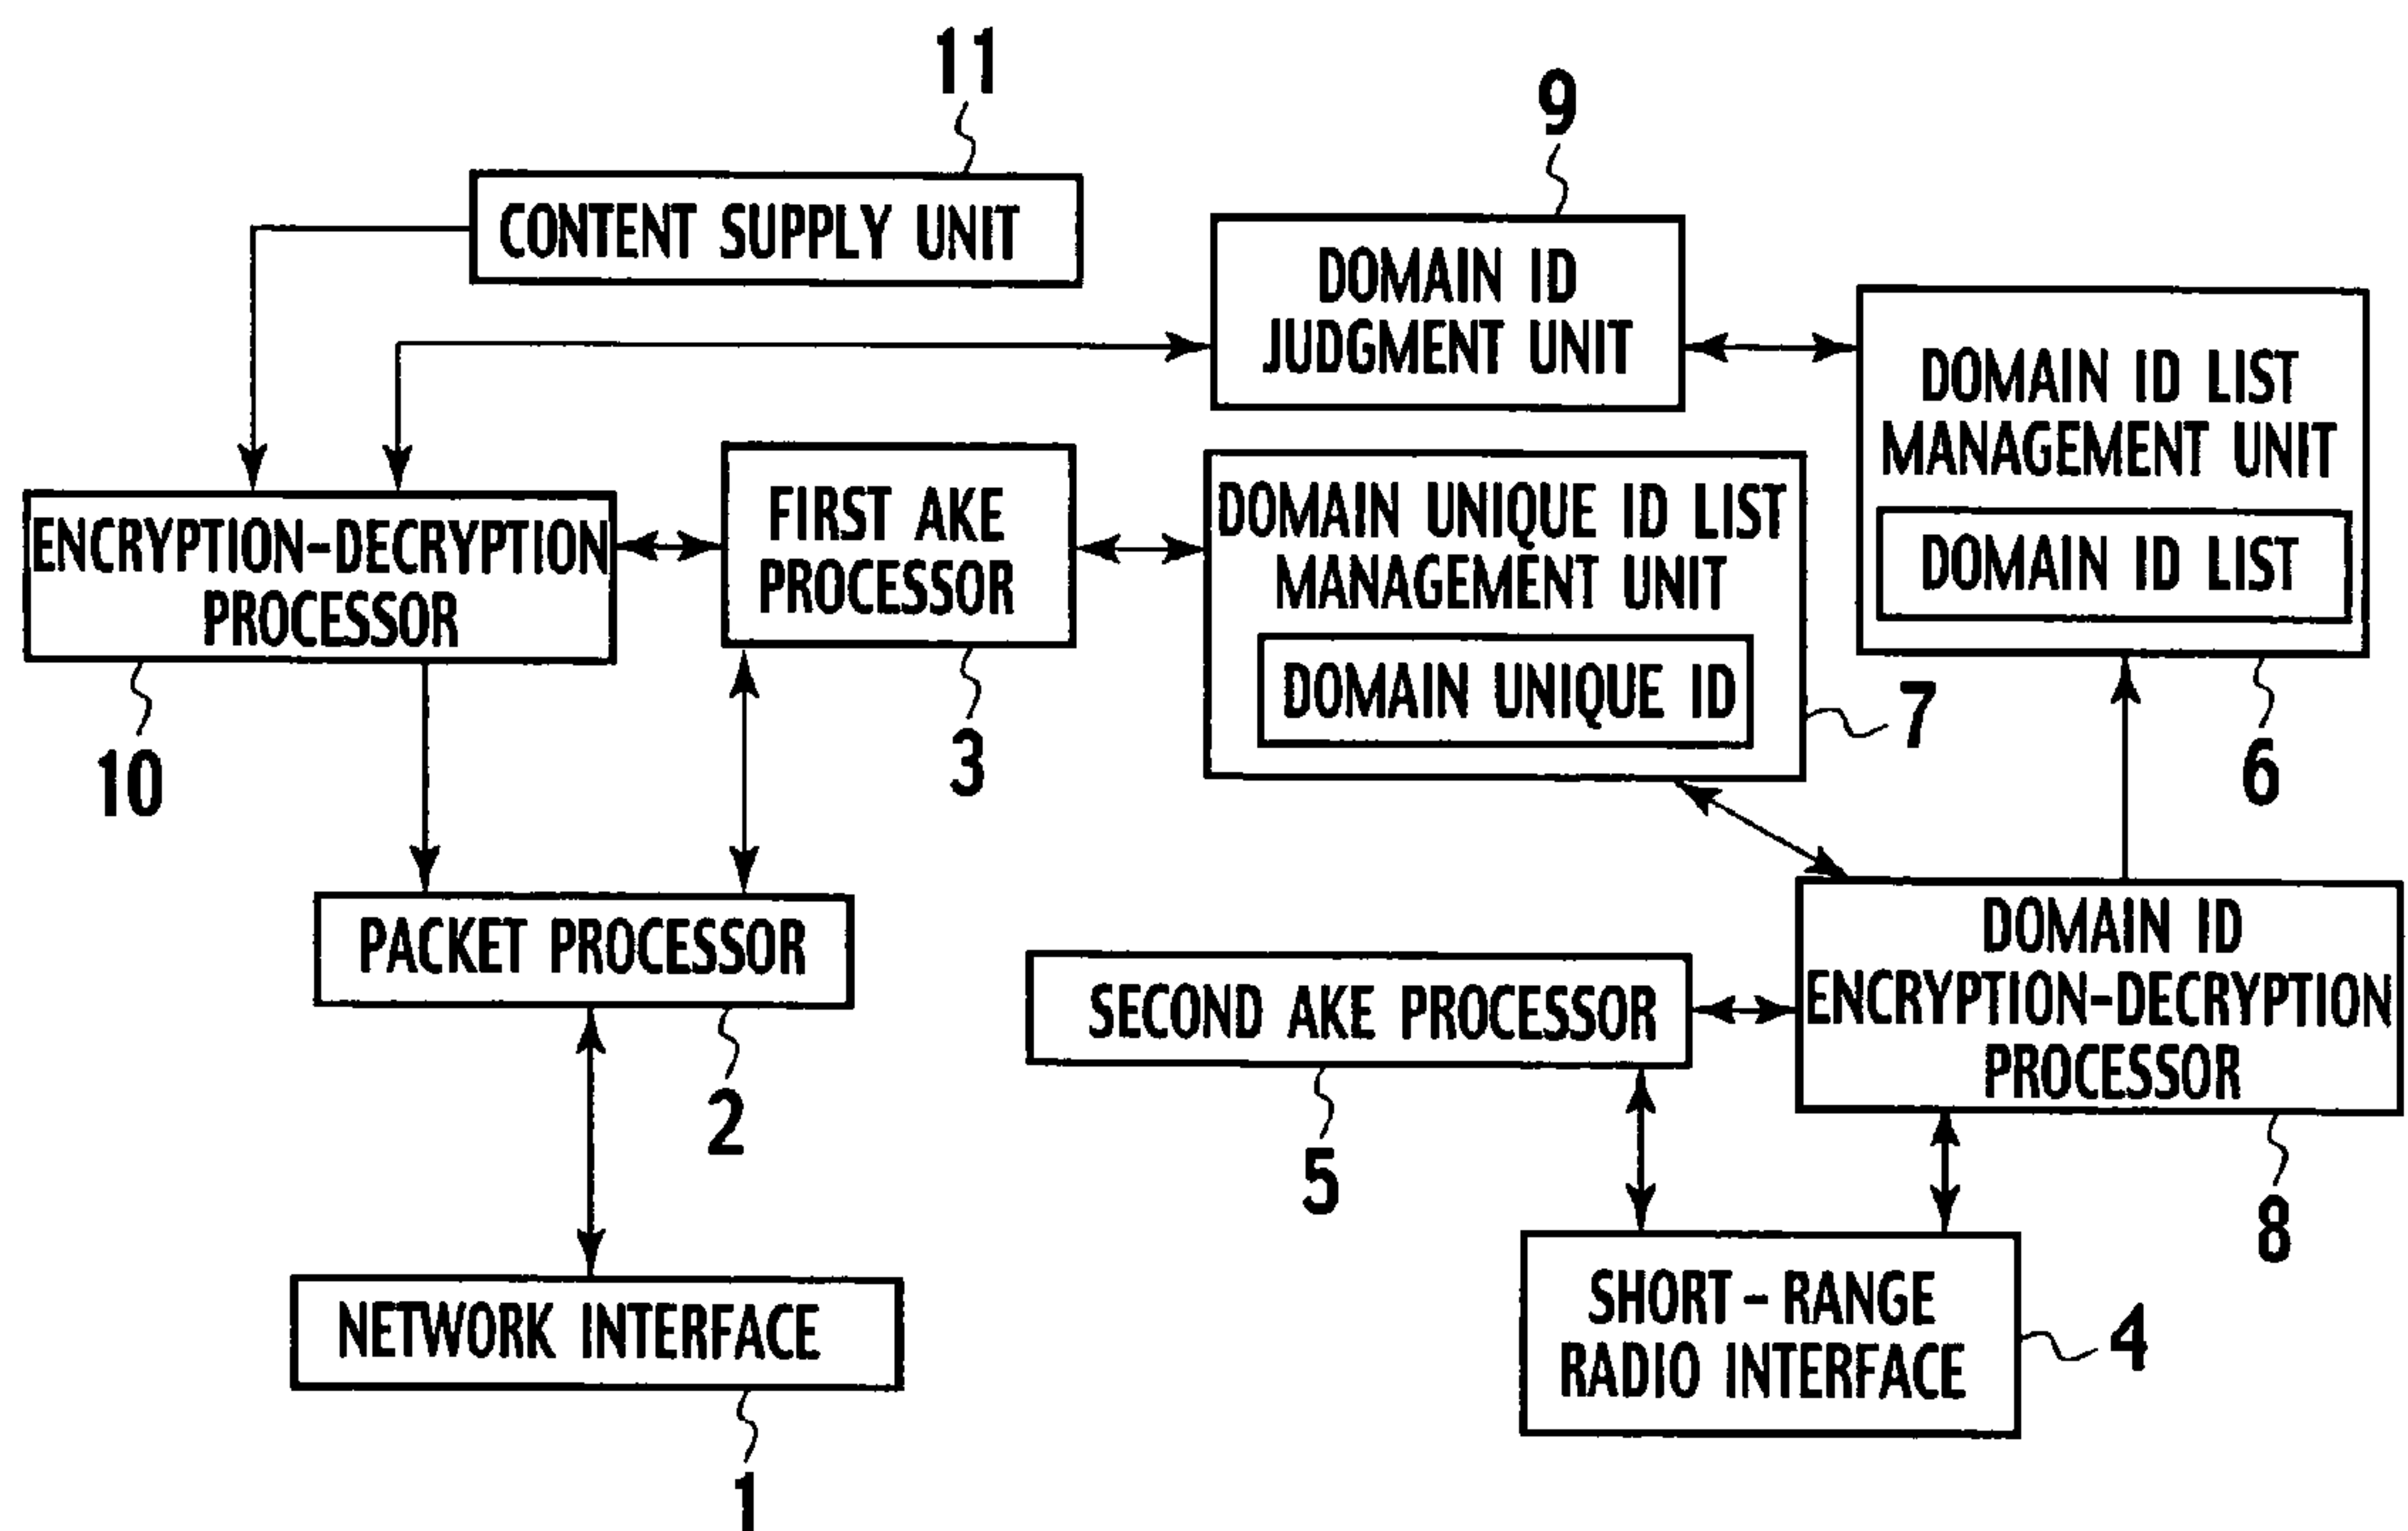 11
CONTENT SUPPLY UNIT
9
DOMAIN ID
JUDGMENT UNIT
DOMAIN ID LIST
MANAGEMENT UNIT
DOMAIN ID LIST
6
ENCRYPTION-DECRYPTION
PROCESSOR
10
FIRST AKE
PROCESSOR
3
DOMAIN UNIQUE ID LIST
MANAGEMENT UNIT
DOMAIN UNIQUE ID
7
PACKET PROCESSOR
2
SECOND AKE PROCESSOR
5
DOMAIN ID
ENCRYPTION-DECRYPTION
PROCESSOR
8
NETWORK INTERFACE
1
SHORT-RANGE
RADIO INTERFACE
4